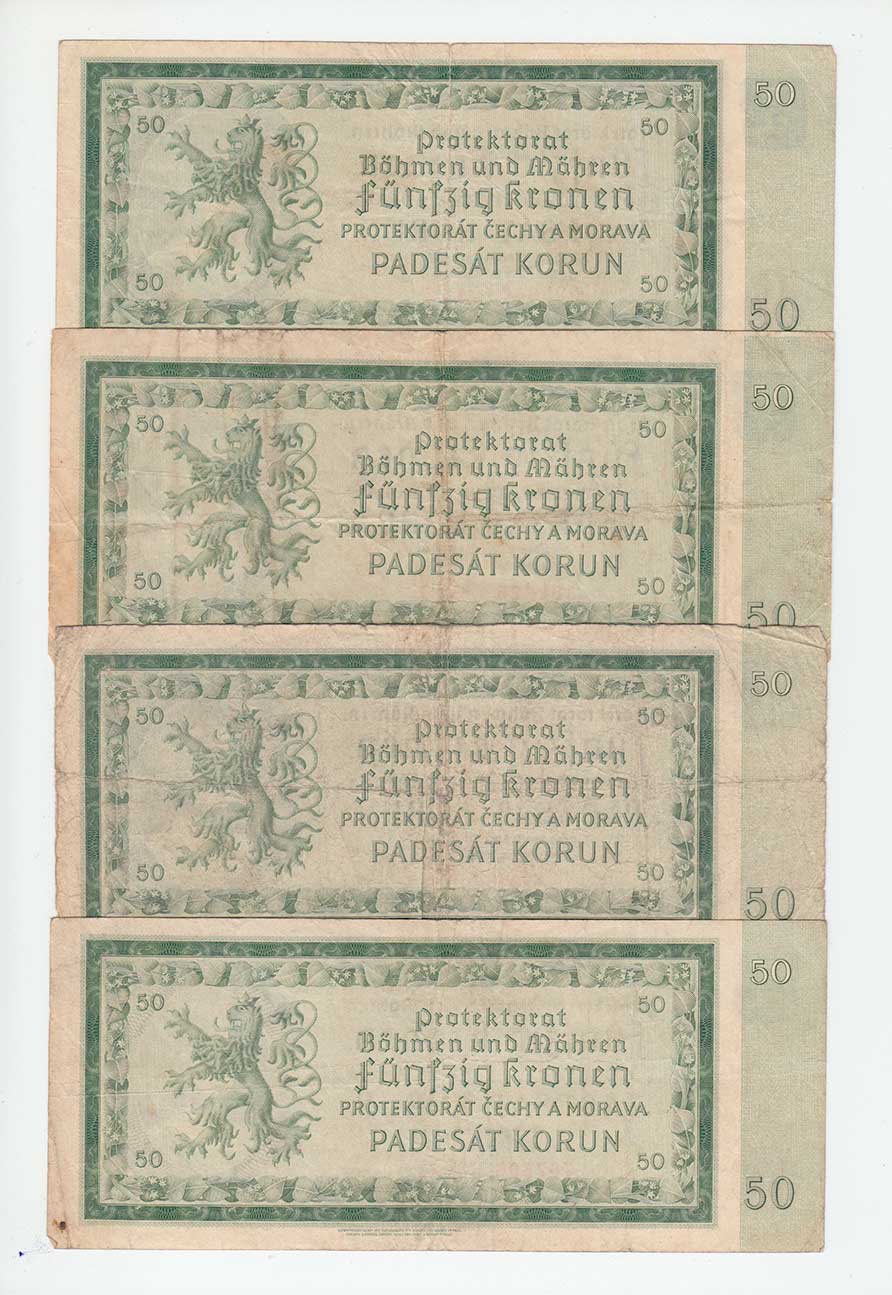 50 50 50
Protektorat
Böhmen und Mähren
Fünfzig Kronen
PROTEKTORÁT ČECHY A MORAVA
PADESÁT KORUN
50 50 50
50 50 50
Protektorat
Böhmen und Mähren
Fünfzig Kronen
PROTEKTORÁT ČECHY A MORAVA
PADESÁT KORUN
50 50 50
50 50 50
Protektorat
Böhmen und Mähren
Fünfzig Kronen
PROTEKTORÁT ČECHY A MORAVA
PADESÁT KORUN
50 50 50
50 50 50
Protektorat
Böhmen und Mähren
Fünfzig Kronen
PROTEKTORÁT ČECHY A MORAVA
PADESÁT KORUN
50 50 50